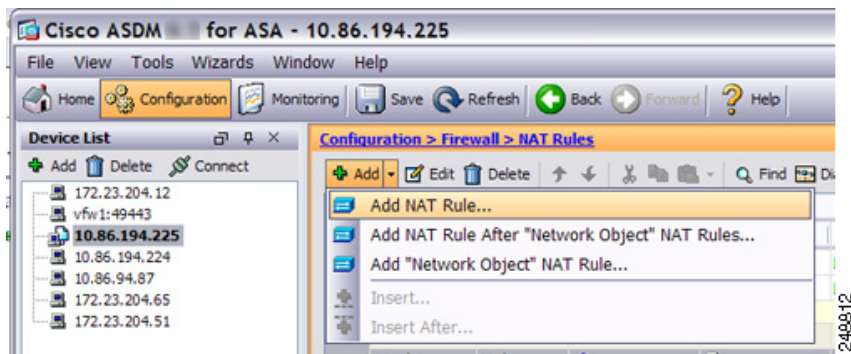 Cisco ASDM for ASA - 10.86.194.225
File View Tools Wizards Window Help
Home Configuration Monitoring Save Refresh Back Forward Help
Device List
Add Delete Connect
172.23.204.12
vfw1:49443
10.86.194.225
10.86.194.224
10.86.94.87
172.23.204.65
172.23.204.51
Configuration > Firewall > NAT Rules
Add Edit Delete Find Di
Add NAT Rule...
Add NAT Rule After "Network Object" NAT Rules...
Add "Network Object" NAT Rule...
Insert...
Insert After...
248812